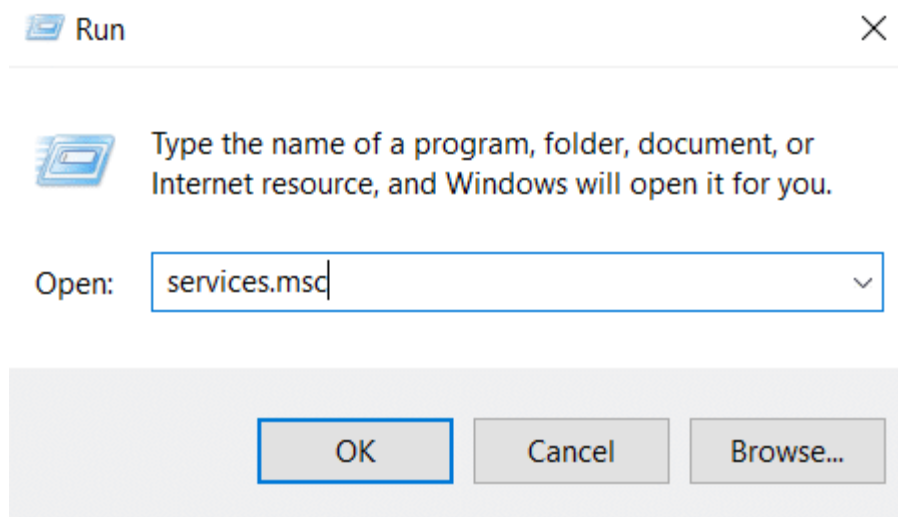 Run
Type the name of a program, folder, document, or
Internet resource, and Windows will open it for you.
Open: services.msc
OK Cancel Browse...